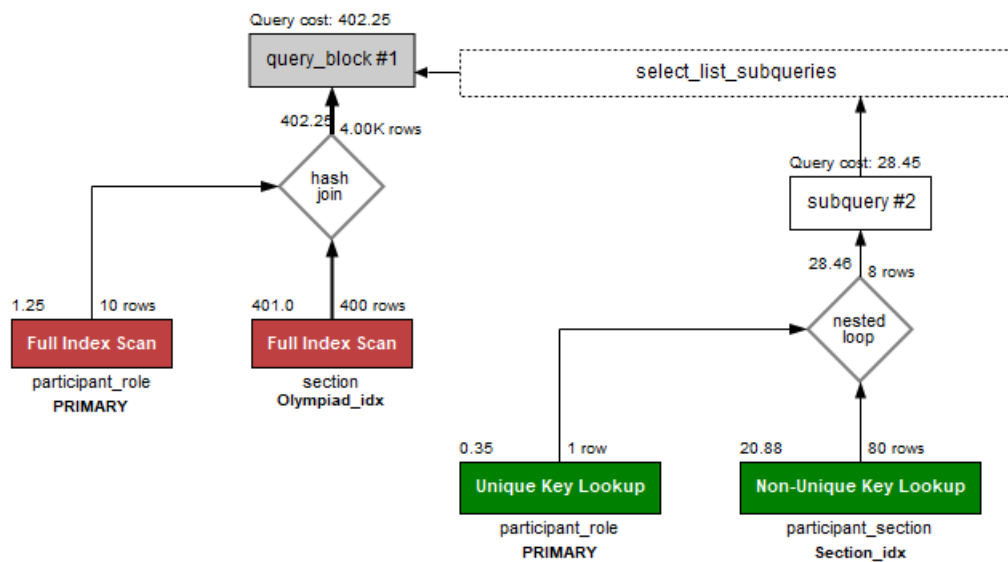 Query cost: 402.25
query_block #1
select_list_subqueries
402.25
4.00K rows
hash
join
Query cost: 28.45
subquery #2
28.46
8 rows
1.25
10 rows
401.0
400 rows
Full Index Scan
Full Index Scan
nested
loop
participant_role
PRIMARY
section
Olympiad_idx
0.35
1 row
20.88
80 rows
Unique Key Lookup
Non-Unique Key Lookup
participant_role
PRIMARY
participant_section
Section_idx